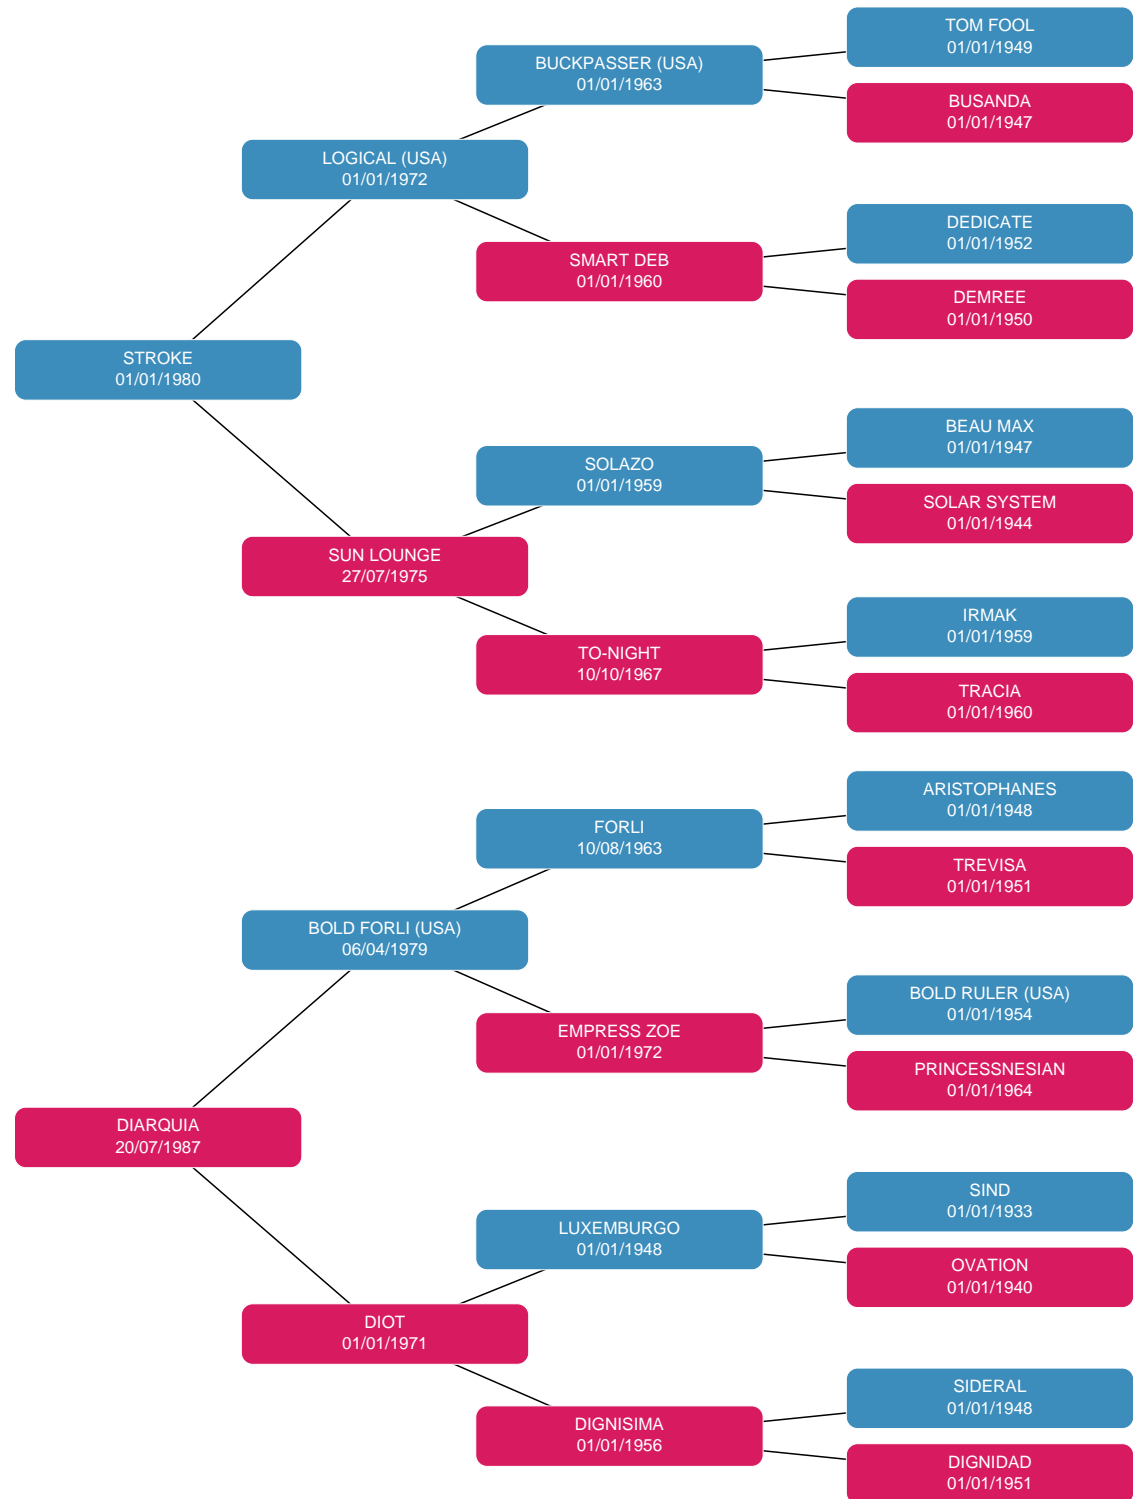 TOM FOOL
01/01/1949
BUCKPASSER (USA)
01/01/1963
BUSANDA
01/01/1947
LOGICAL (USA)
01/01/1972
DEDICATE
01/01/1952
SMART DEB
01/01/1960
DEMREE
01/01/1950
STROKE
01/01/1980
BEAU MAX
01/01/1947
SOLAZO
01/01/1959
SOLAR SYSTEM
01/01/1944
SUN LOUNGE
27/07/1975
IRMAK
01/01/1959
TO-NIGHT
10/10/1967
TRACIA
01/01/1960
ARISTOPHANES
01/01/1948
FORLI
10/08/1963
TREVISA
01/01/1951
BOLD FORLI (USA)
06/04/1979
BOLD RULER (USA)
01/01/1954
EMPRESS ZOE
01/01/1972
PRINCESSNESIAN
01/01/1964
DIARQUIA
20/07/1987
SIND
01/01/1933
LUXEMBURGO
01/01/1948
OVATION
01/01/1940
DIOT
01/01/1971
SIDERAL
01/01/1948
DIGNISIMA
01/01/1956
DIGNIDAD
01/01/1951